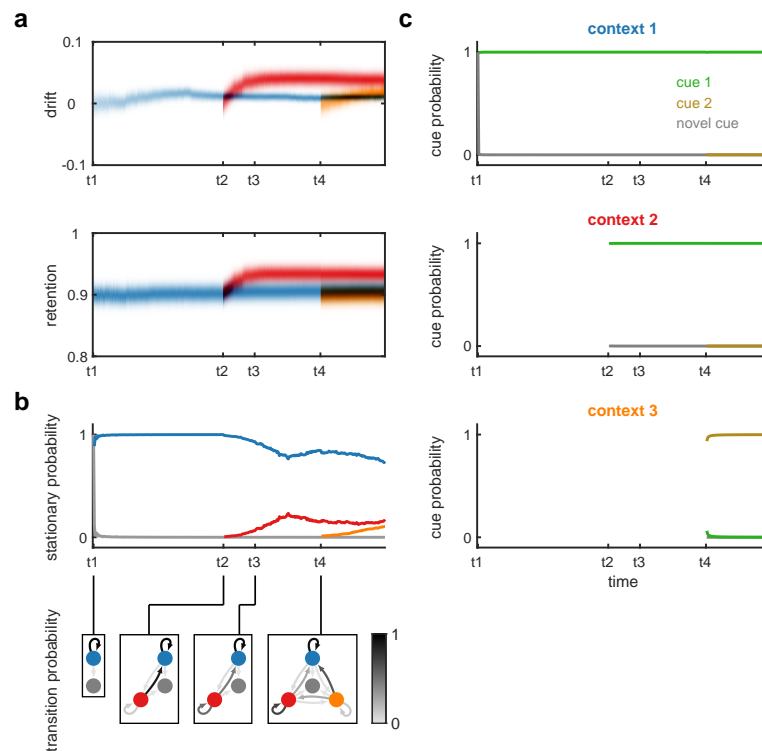 a
drift
0.1
0
-0.1
t1
t2
t3
t4
retention
1
0.9
0.8
t1
t2
t3
t4
b
stationary probability
1
0
t1
t2
t3
t4
transition probability
1
0
c
context 1
cue probability
1
0
cue 1
cue 2
novel cue
t1
t2
t3
t4
context 2
cue probability
1
0
t1
t2
t3
t4
context 3
cue probability
1
0
t1
t2
t3
t4
time